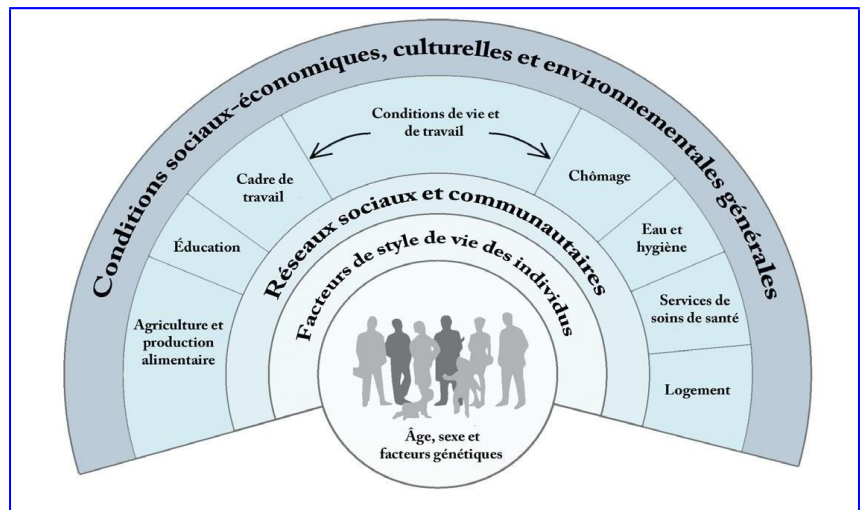 Conditions sociaux-économiques, culturelles et environnementales générales
Conditions de vie et
de travail
Cadre de
travail
Chômage
Éducation
Eau et
hygiène
Agriculture et
production
alimentaire
Services de
soins de santé
Logement
Réseaux sociaux et communautaires
Facteurs de style de vie des individus
Âge, sexe et
facteurs génétiques